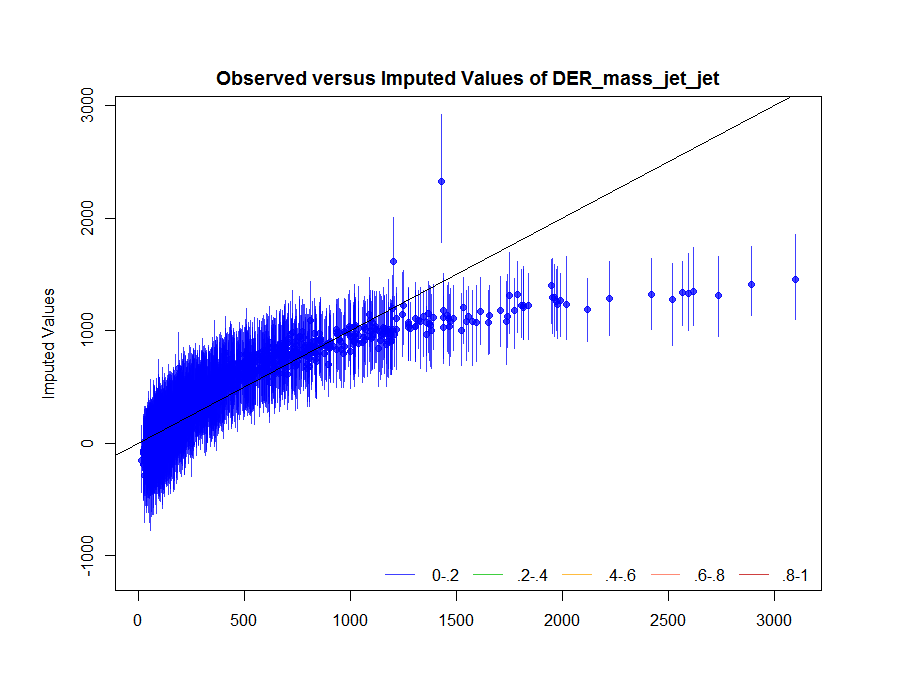 Observed versus Imputed Values of DER_mass_jet_jet
Imputed Values
3000
2000
1000
0
-1000
0-.2 .2-.4 .4-.6 .6-.8 .8-1
0 500 1000 1500 2000 2500 3000